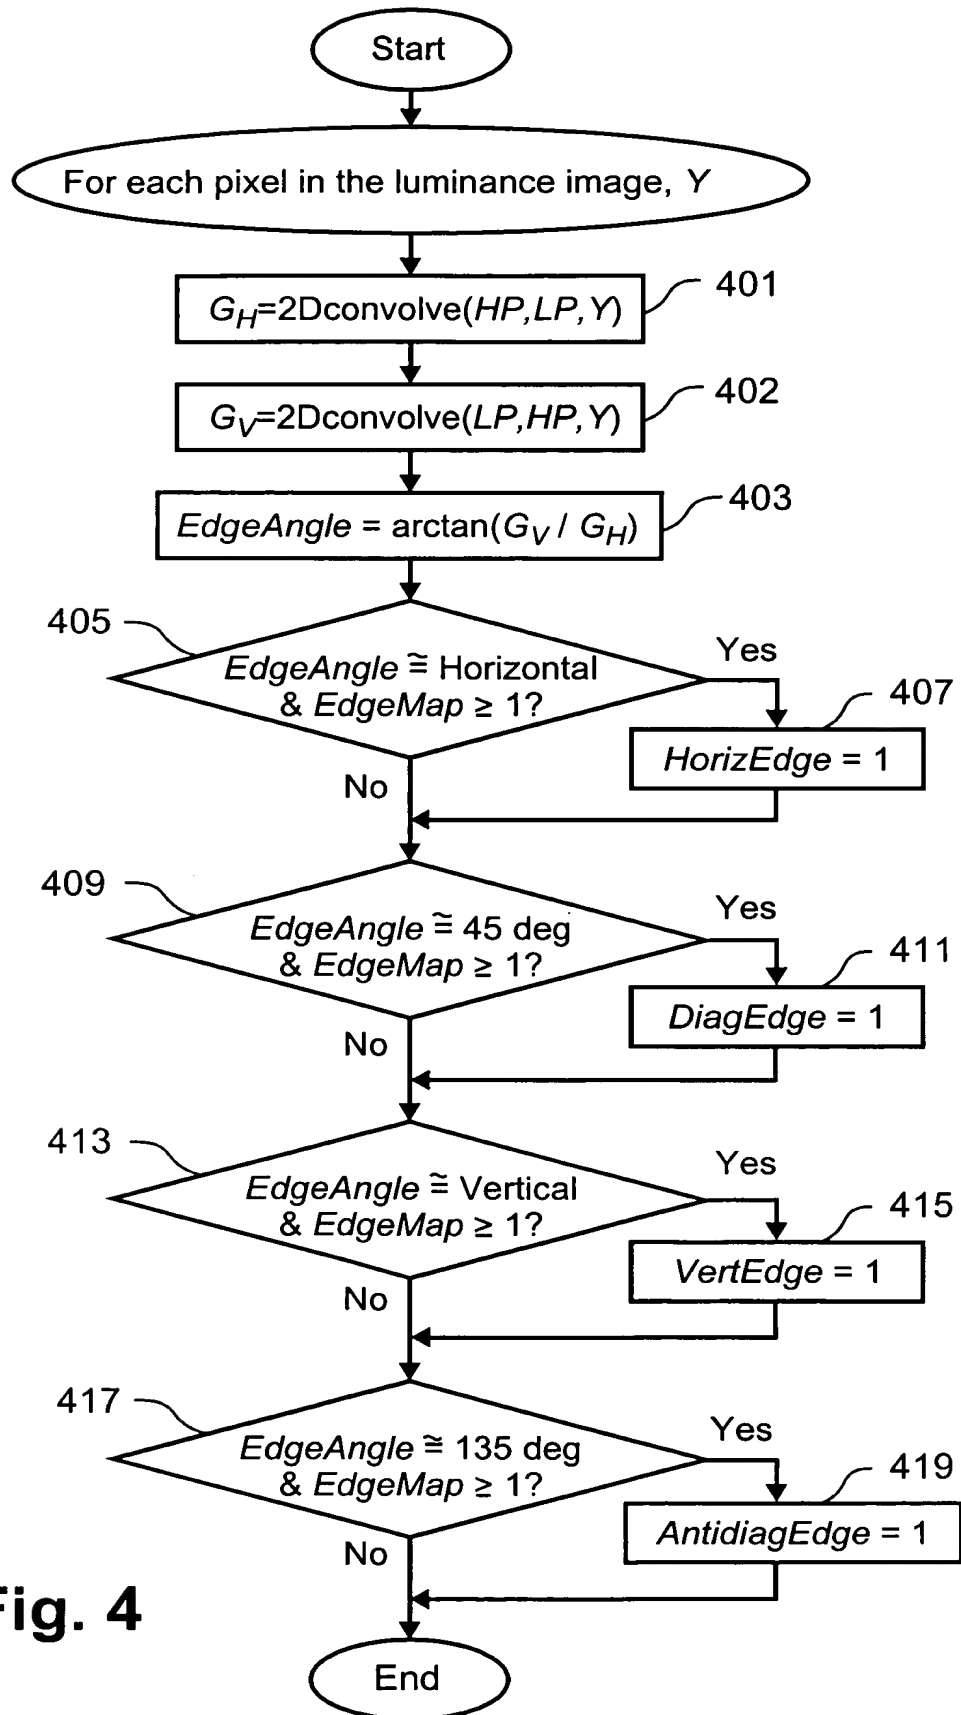 Start
For each pixel in the luminance image, Y
G_H=2Dconvolve(HP,LP,Y)
401
G_V=2Dconvolve(LP,HP,Y)
402
EdgeAngle = arctan(G_V / G_H)
403
405
EdgeAngle ≅ Horizontal
& EdgeMap ≥ 1?
Yes
407
HorizEdge = 1
No
409
EdgeAngle ≅ 45 deg
& EdgeMap ≥ 1?
Yes
411
DiagEdge = 1
No
413
EdgeAngle ≅ Vertical
& EdgeMap ≥ 1?
Yes
415
VertEdge = 1
No
417
EdgeAngle ≅ 135 deg
& EdgeMap ≥ 1?
Yes
419
AntidiagEdge = 1
No
Fig. 4
End